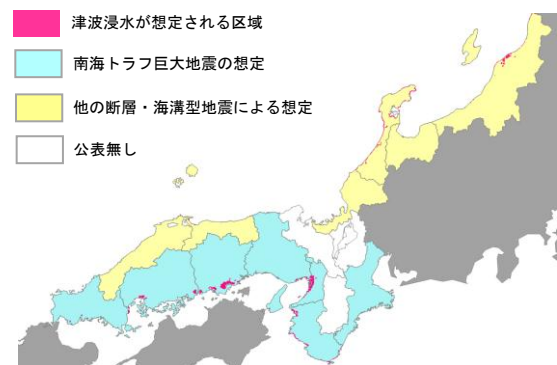 津波浸水が想定される区域
南海トラフ巨大地震の想定
他の断層・海溝型地震による想定
公表無し